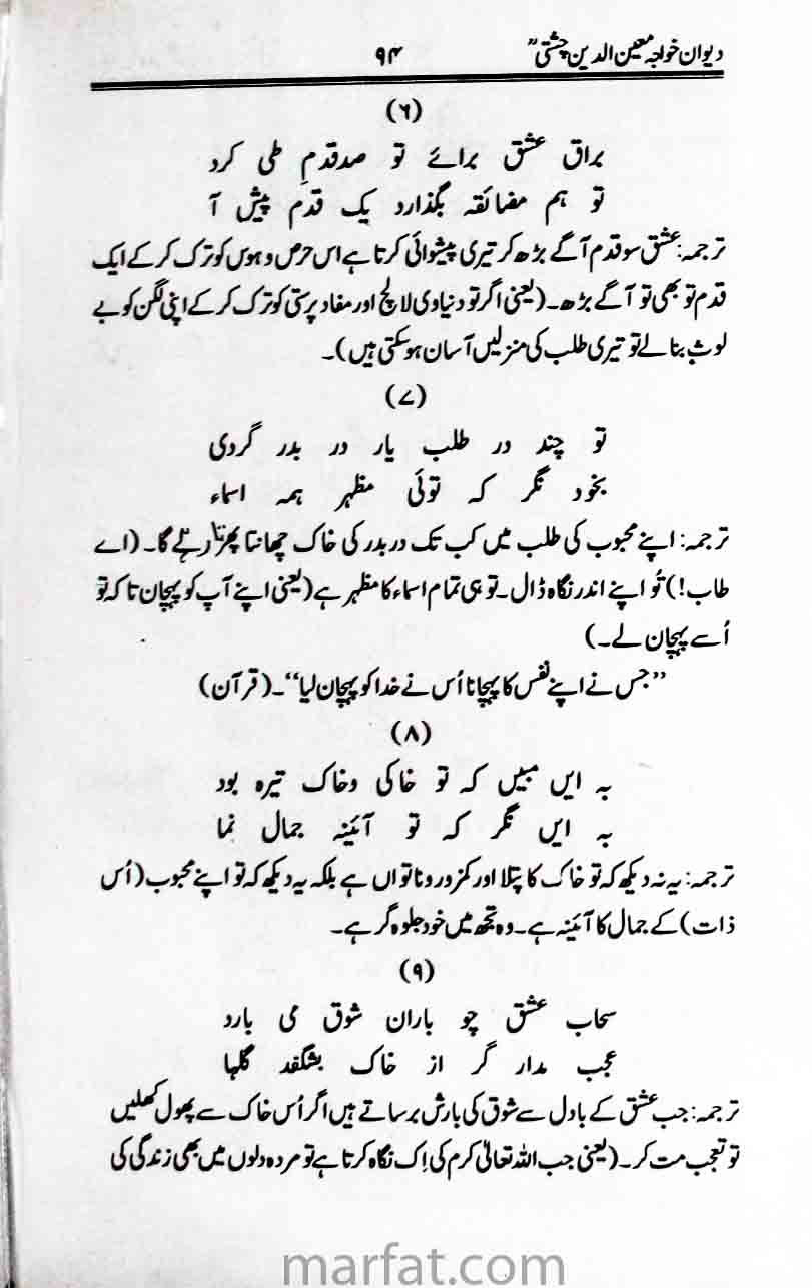 دیوان خواجہ معین الدین چشتیؒ ۹۴
(۶)
براق عشق برائے تو صد قدمِ طی کرد
تو ہم مضائقہ بگذارد یک قدم پیش آ
ترجمہ: عشق سو قدم آگے بڑھ کر تیری پیشوائی کرتا ہے اس حرص و ہوس کو ترک کر کے ایک
قدم تو بھی تو آگے بڑھ۔ (یعنی اگر تو دنیاوی لالچ اور مفاد پرستی کو ترک کر کے اپنی لگن کو بے
لوث بنا لے تو تیری طلب کی منزلیں آسان ہو سکتی ہیں)۔
(۷)
تو چند در طلب یار در بدر گردی
بخود نگر کہ توئی مظہر ہمہ اسماء
ترجمہ: اپنے محبوب کی طلب میں کب تک در بدر کی خاک چھانتا پھرتا رہے گا۔ (اے
طاب!) تُو اپنے اندر نگاہ ڈال۔ تو ہی تمام اسماء کا مظہر ہے (یعنی اپنے آپ کو پہچان تا کہ تو
اُسے پہچان لے۔)
”جس نے اپنے نفس کا پہچانا اُس نے خدا کو پہچان لیا“۔ (قرآن)
(۸)
بہ ایں مبیں کہ تو خاکی وخاک تیرہ بود
بہ ایں نگر کہ تو آئینہ جمال نما
ترجمہ: یہ نہ دیکھ کہ تو خاک کا پتلا اور کمزور و ناتواں ہے بلکہ یہ دیکھ کہ تو اپنے محبوب (اُس
ذات) کے جمال کا آئینہ ہے۔ وہ تجھ میں خود جلوہ گر ہے۔
(۹)
سحاب عشق چو باران شوق می بارد
عجب مدار گر از خاک بشگفد گلہا
ترجمہ: جب عشق کے بادل سے شوق کی بارش برساتے ہیں اگر اُس خاک سے پھول کھلیں
تو تعجب مت کر۔ (یعنی جب اللہ تعالیٰ کرم کی اِک نگاہ کرتا ہے تو مردہ دلوں میں بھی زندگی کی
marfat.com